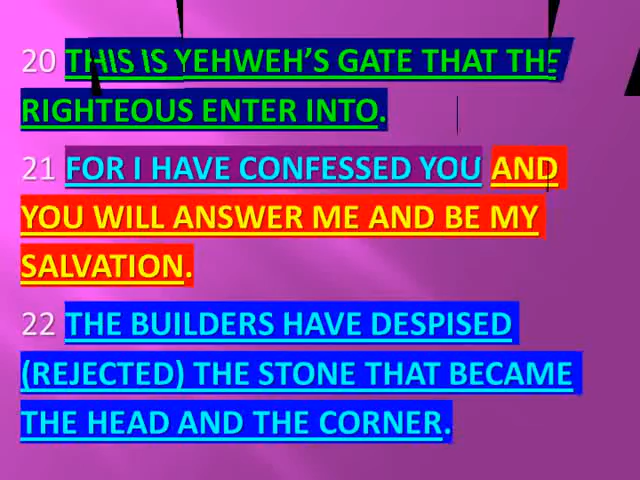 20 THIS IS YEHWEH’S GATE THAT THE
RIGHTEOUS ENTER INTO.
21 FOR I HAVE CONFESSED YOU AND
YOU WILL ANSWER ME AND BE MY
SALVATION.
22 THE BUILDERS HAVE DESPISED
(REJECTED) THE STONE THAT BECAME
THE HEAD AND THE CORNER.